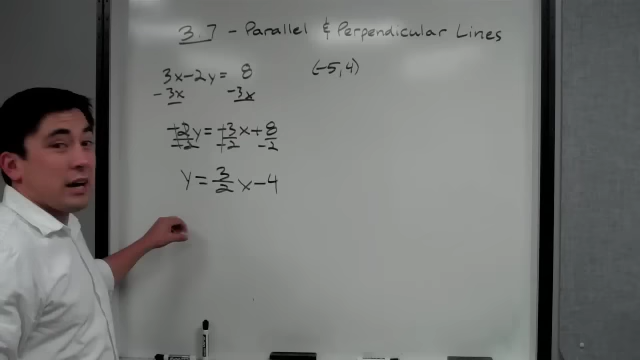 3.7 - Parallel & Perpendicular Lines
3x-2y= 8 (-5,4)
-3x -3x
-2y = -3x+8
-2 -2 -2
y = 3/2 x - 4